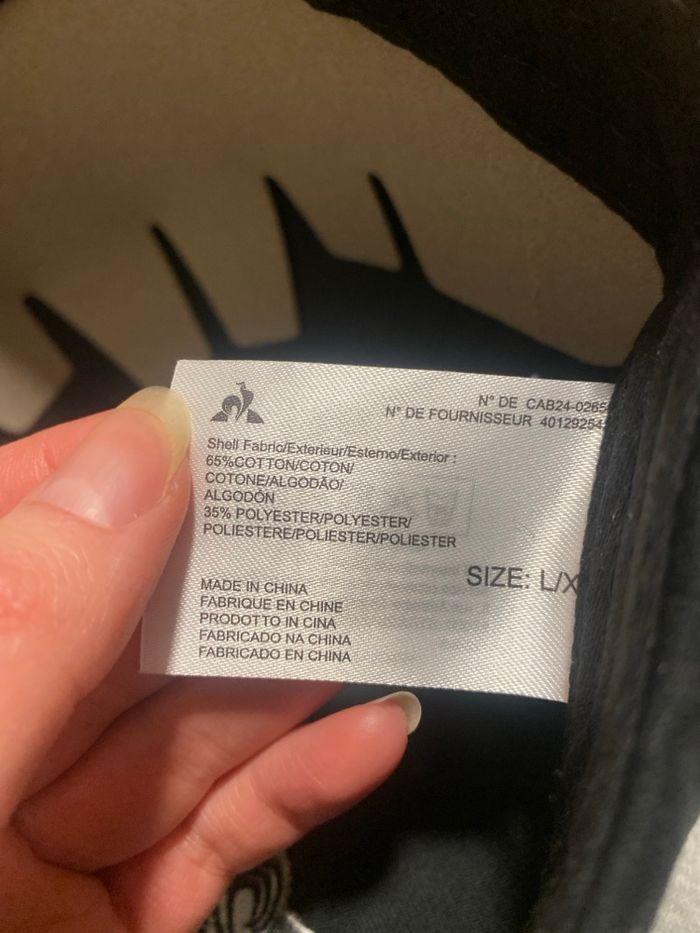 N° DE CAB24-0265
N° DE FOURNISSEUR 40129254
Shell Fabric/Exterieur/Esterno/Exterior :
65%COTTON/COTON/
COTONE/ALGODÃO/
ALGODÓN
35% POLYESTER/POLYESTER/
POLIESTERE/POLIESTER/POLIESTER
SIZE: L/X
MADE IN CHINA
FABRIQUE EN CHINE
PRODOTTO IN CINA
FABRICADO NA CHINA
FABRICADO EN CHINA